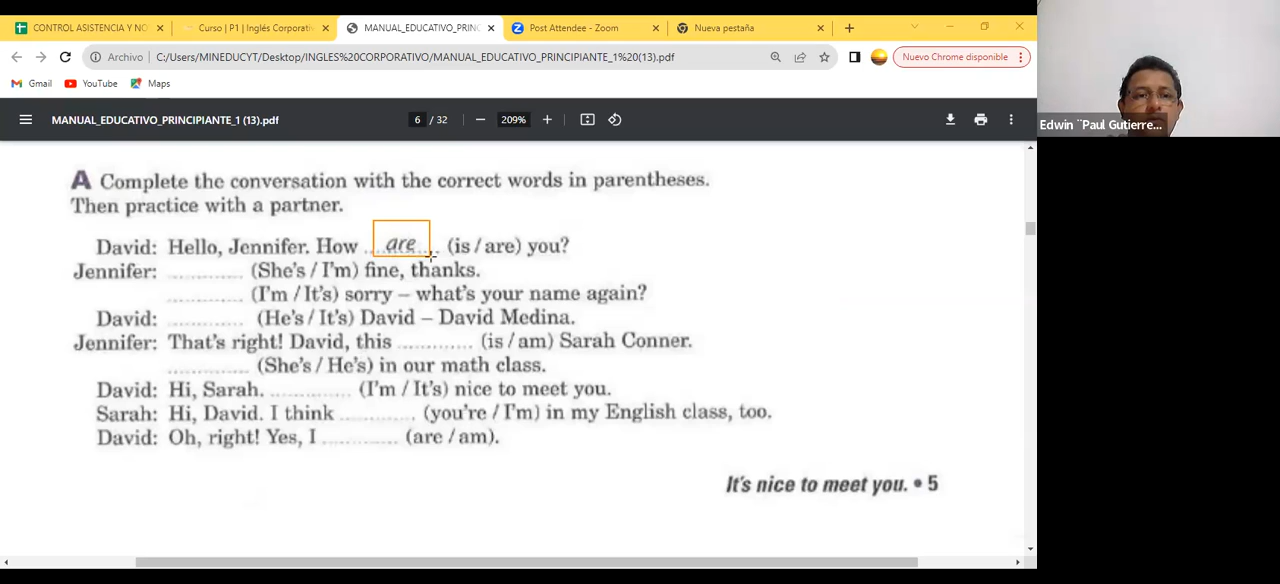 CONTROL ASISTENCIA Y NO
Curso | P1 | Inglés Corporativ
MANUAL_EDUCATIVO_PRINC
Post Attendee - Zoom
Nueva pestaña
Archivo C:/Users/MINEDUCYT/Desktop/INGLES%20CORPORATIVO/MANUAL_EDUCATIVO_PRINCIPIANTE_1%20(13).pdf
Nuevo Chrome disponible
Gmail YouTube Maps
MANUAL_EDUCATIVO_PRINCIPIANTE_1 (13).pdf 6 / 32 209%
Edwin ¨Paul Gutierre...
A Complete the conversation with the correct words in parentheses.
Then practice with a partner.
David: Hello, Jennifer. How ....are.... (is / are) you?
Jennifer: ............ (She's / I'm) fine, thanks.
............ (I'm / It's) sorry – what's your name again?
David: ............ (He's / It's) David – David Medina.
Jennifer: That's right! David, this ............ (is / am) Sarah Conner.
............ (She's / He's) in our math class.
David: Hi, Sarah. ............ (I'm / It's) nice to meet you.
Sarah: Hi, David. I think ............ (you're / I'm) in my English class, too.
David: Oh, right! Yes, I ............ (are / am).
It's nice to meet you. • 5